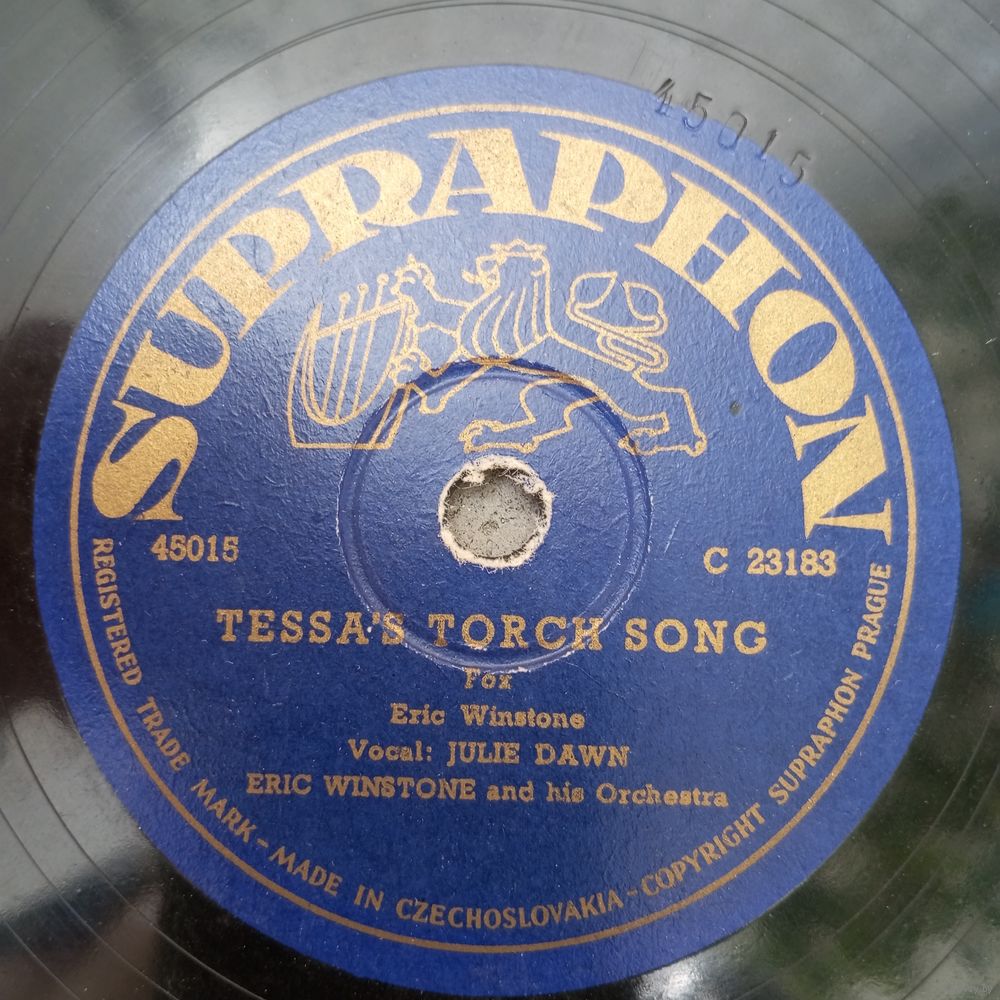 45015
SUPRAPHON
45015
C 23183
TESSA'S TORCH SONG
Fox
Eric Winstone
Vocal: JULIE DAWN
ERIC WINSTONE and his Orchestra
REGISTERED TRADE MARK – MADE IN CZECHOSLOVAKIA – COPYRIGHT SUPRAPHON PRAGUE